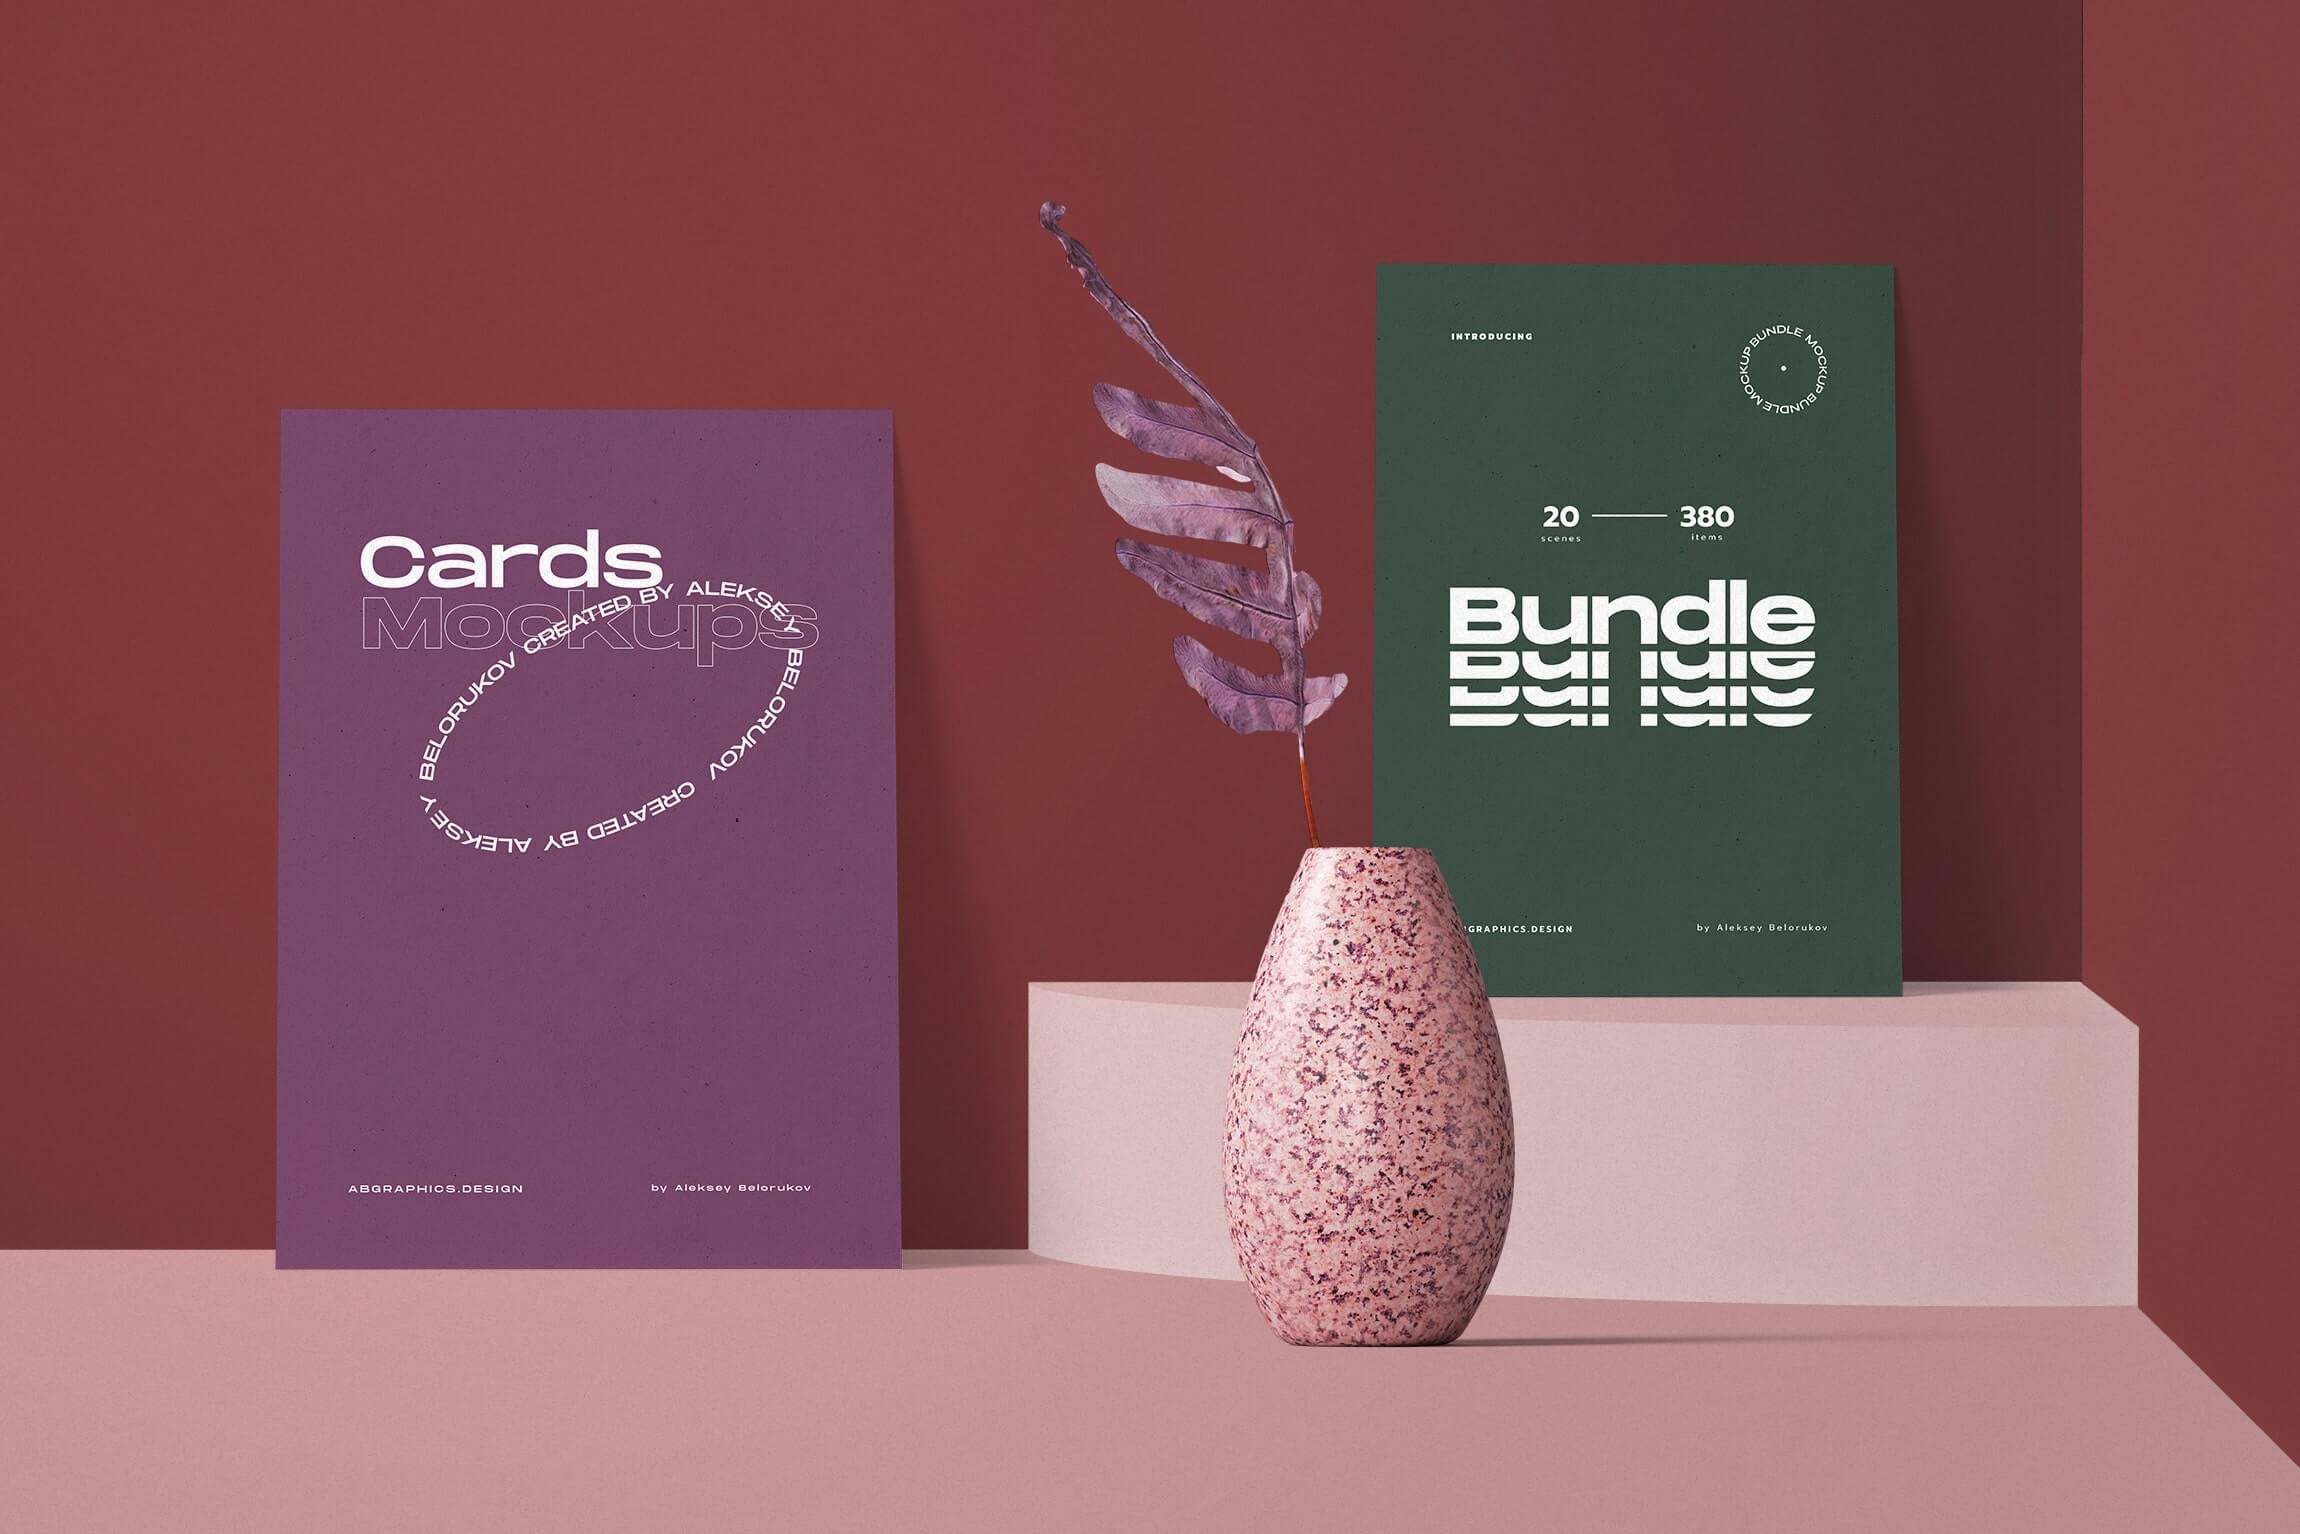 Cards
Mockups
CREATED BY ALEKSEY BELORUKOV CREATED BY ALEKSEY BELORUKOV
ABGRAPHICS.DESIGN
by Aleksey Belorukov
INTRODUCING
MOCKUP BUNDLE MOCKUP BUNDLE
20
scenes
380
items
Bundle
GRAPHICS.DESIGN
by Aleksey Belorukov